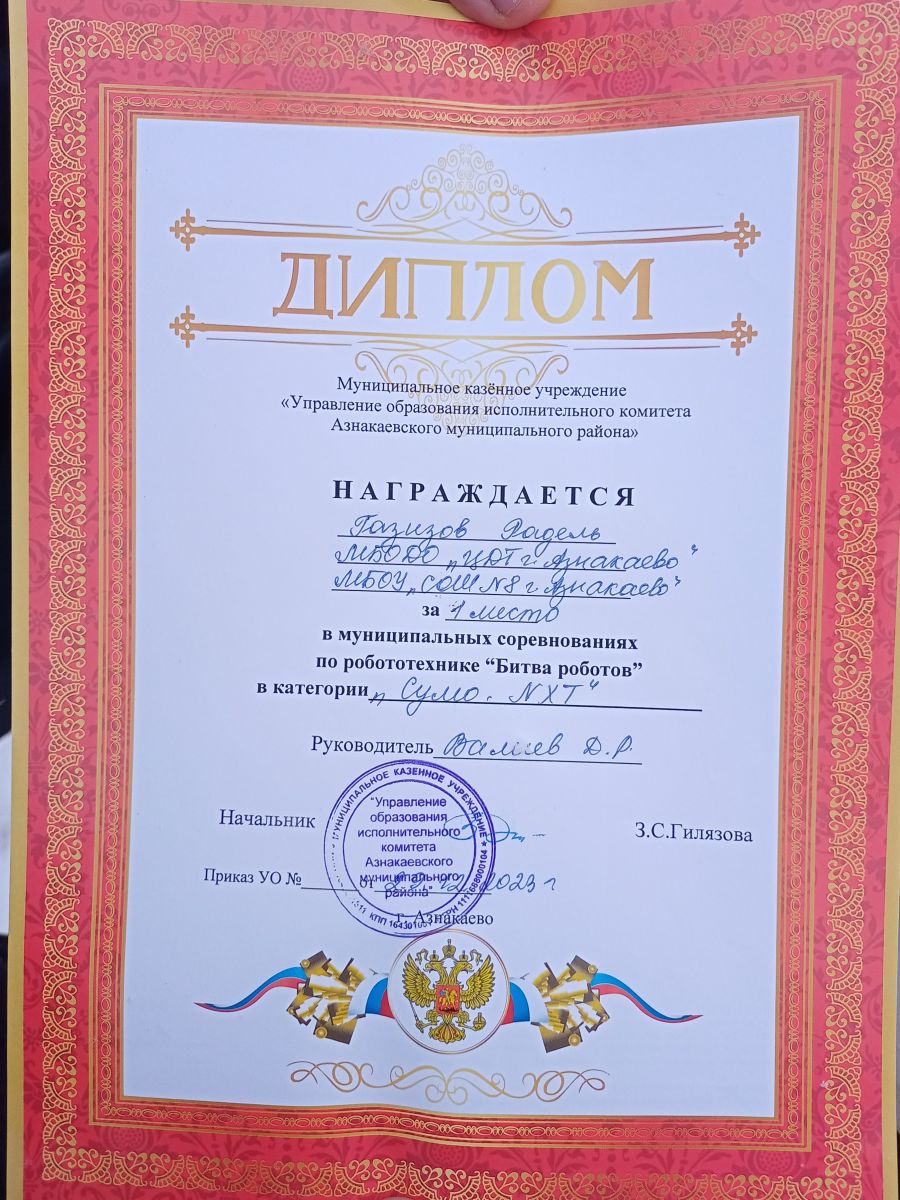 ДИПЛОМ
Муниципальное казённое учреждение
«Управление образования исполнительного комитета
Азнакаевского муниципального района»
НАГРАЖДАЕТСЯ
Газизов Радель
МБОДО „ЦДТ г. Азнакаево“
МБОУ „СОШ №8 г. Азнакаево“
за 1 место
в муниципальных соревнованиях
по робототехнике “Битва роботов”
в категории „Сумо. NXT“
Руководитель Валиев Д.Р.
МУНИЦИПАЛЬНОЕ КАЗЕННОЕ УЧРЕЖДЕНИЕ *
"Управление
образования
исполнительного
комитета
Азнакаевского
муниципального
района"
Начальник З.С.Гилязова
Приказ УО № от 12 2023 г
г. Азнакаево